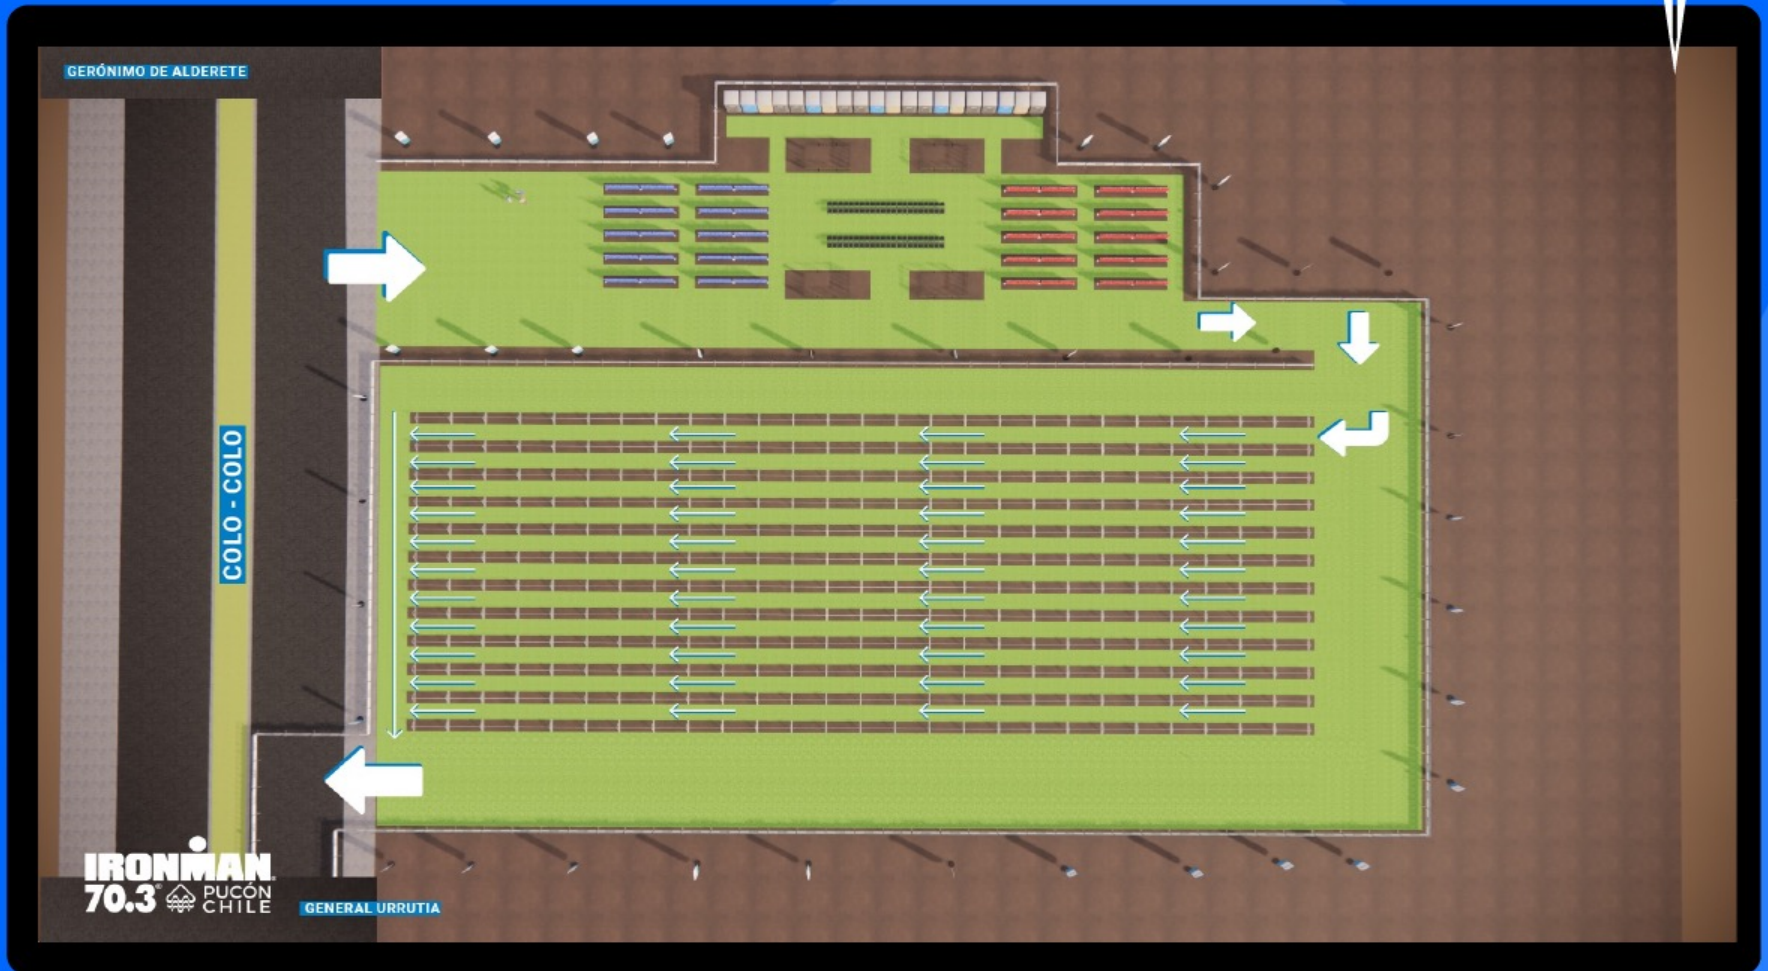 GERÓNIMO DE ALDERETE
COLO - COLO
IRONMAN
70.3
PUCÓN
CHILE
GENERAL URRUTIA